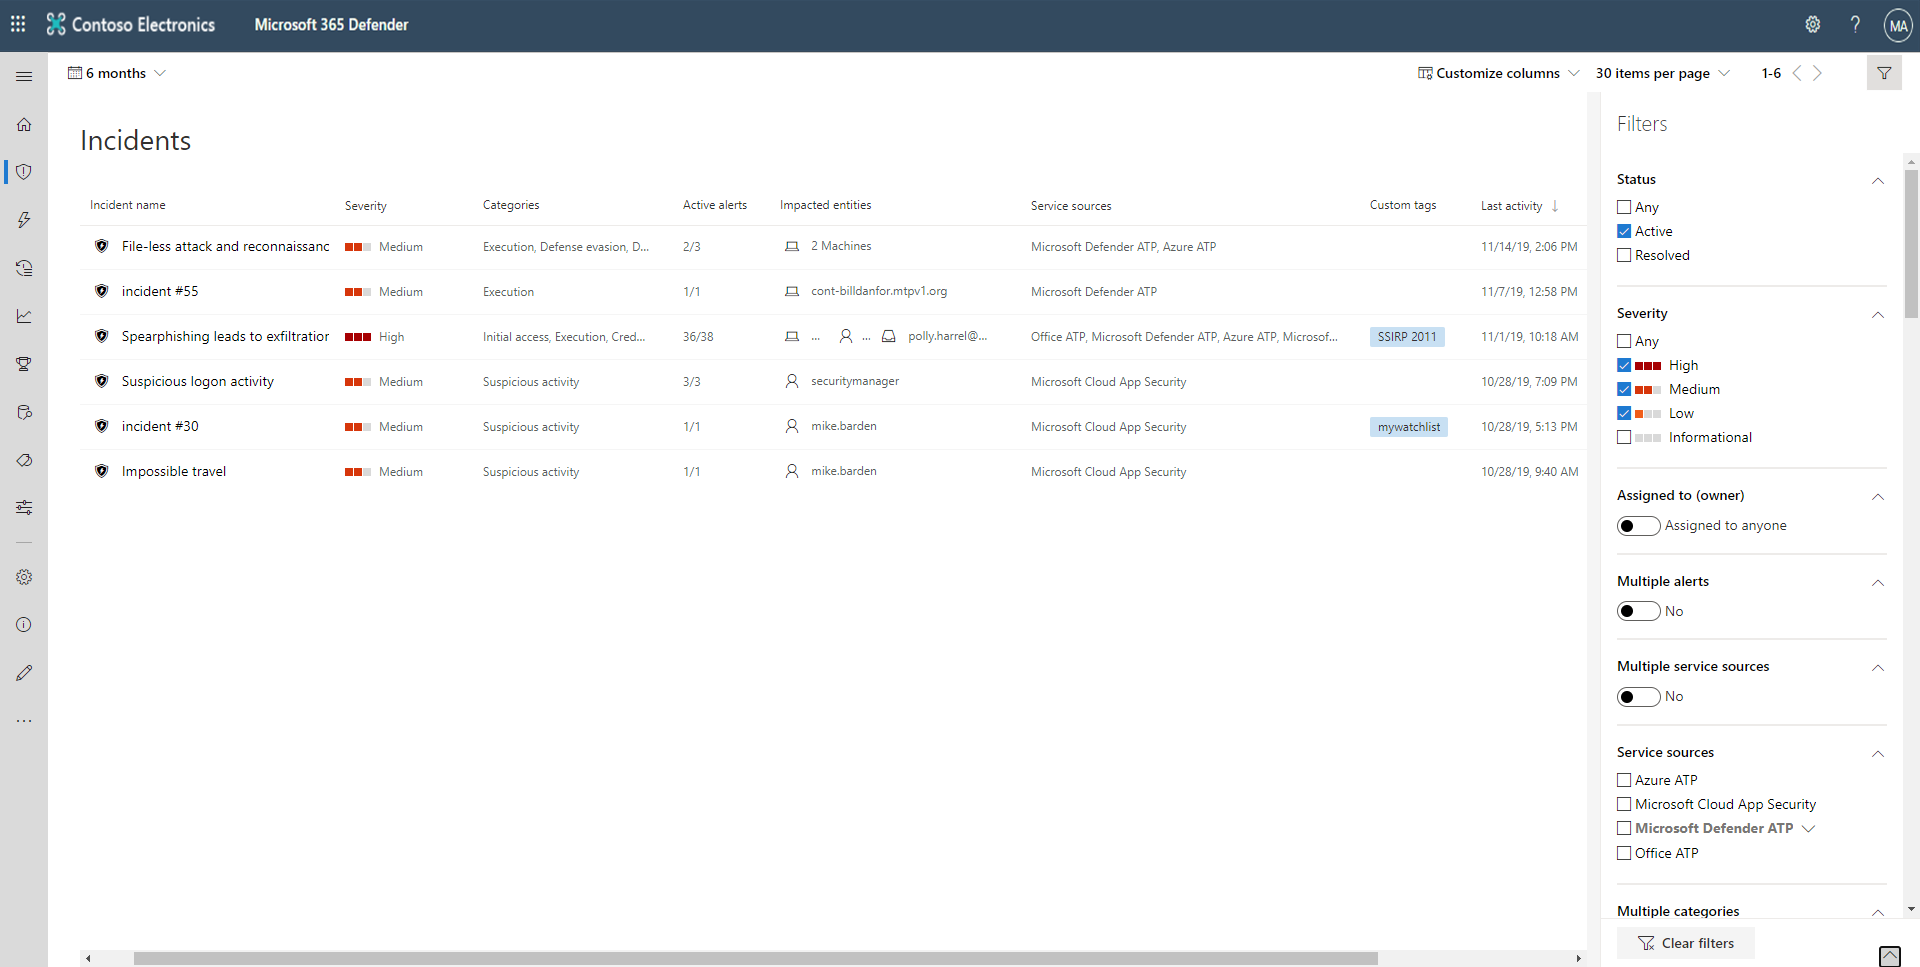 Contoso Electronics Microsoft 365 Defender ? MA
6 months Customize columns 30 items per page 1-6
Incidents
Incident name Severity Categories Active alerts Impacted entities Service sources Custom tags Last activity ↓
File-less attack and reconnaissanc Medium Execution, Defense evasion, D... 2/3 2 Machines Microsoft Defender ATP, Azure ATP 11/14/19, 2:06 PM
incident #55 Medium Execution 1/1 cont-billdanfor.mtpv1.org Microsoft Defender ATP 11/7/19, 12:58 PM
Spearphishing leads to exfiltration High Initial access, Execution, Cred... 36/38 ... ... polly.harrel@... Office ATP, Microsoft Defender ATP, Azure ATP, Microsof... SSIRP 2011 11/1/19, 10:18 AM
Suspicious logon activity Medium Suspicious activity 3/3 securitymanager Microsoft Cloud App Security 10/28/19, 7:09 PM
incident #30 Medium Suspicious activity 1/1 mike.barden Microsoft Cloud App Security mywatchlist 10/28/19, 5:13 PM
Impossible travel Medium Suspicious activity 1/1 mike.barden Microsoft Cloud App Security 10/28/19, 9:40 AM
Filters
Status
Any
Active
Resolved
Severity
Any
High
Medium
Low
Informational
Assigned to (owner)
Assigned to anyone
Multiple alerts
No
Multiple service sources
No
Service sources
Azure ATP
Microsoft Cloud App Security
Microsoft Defender ATP
Office ATP
Multiple categories
Clear filters